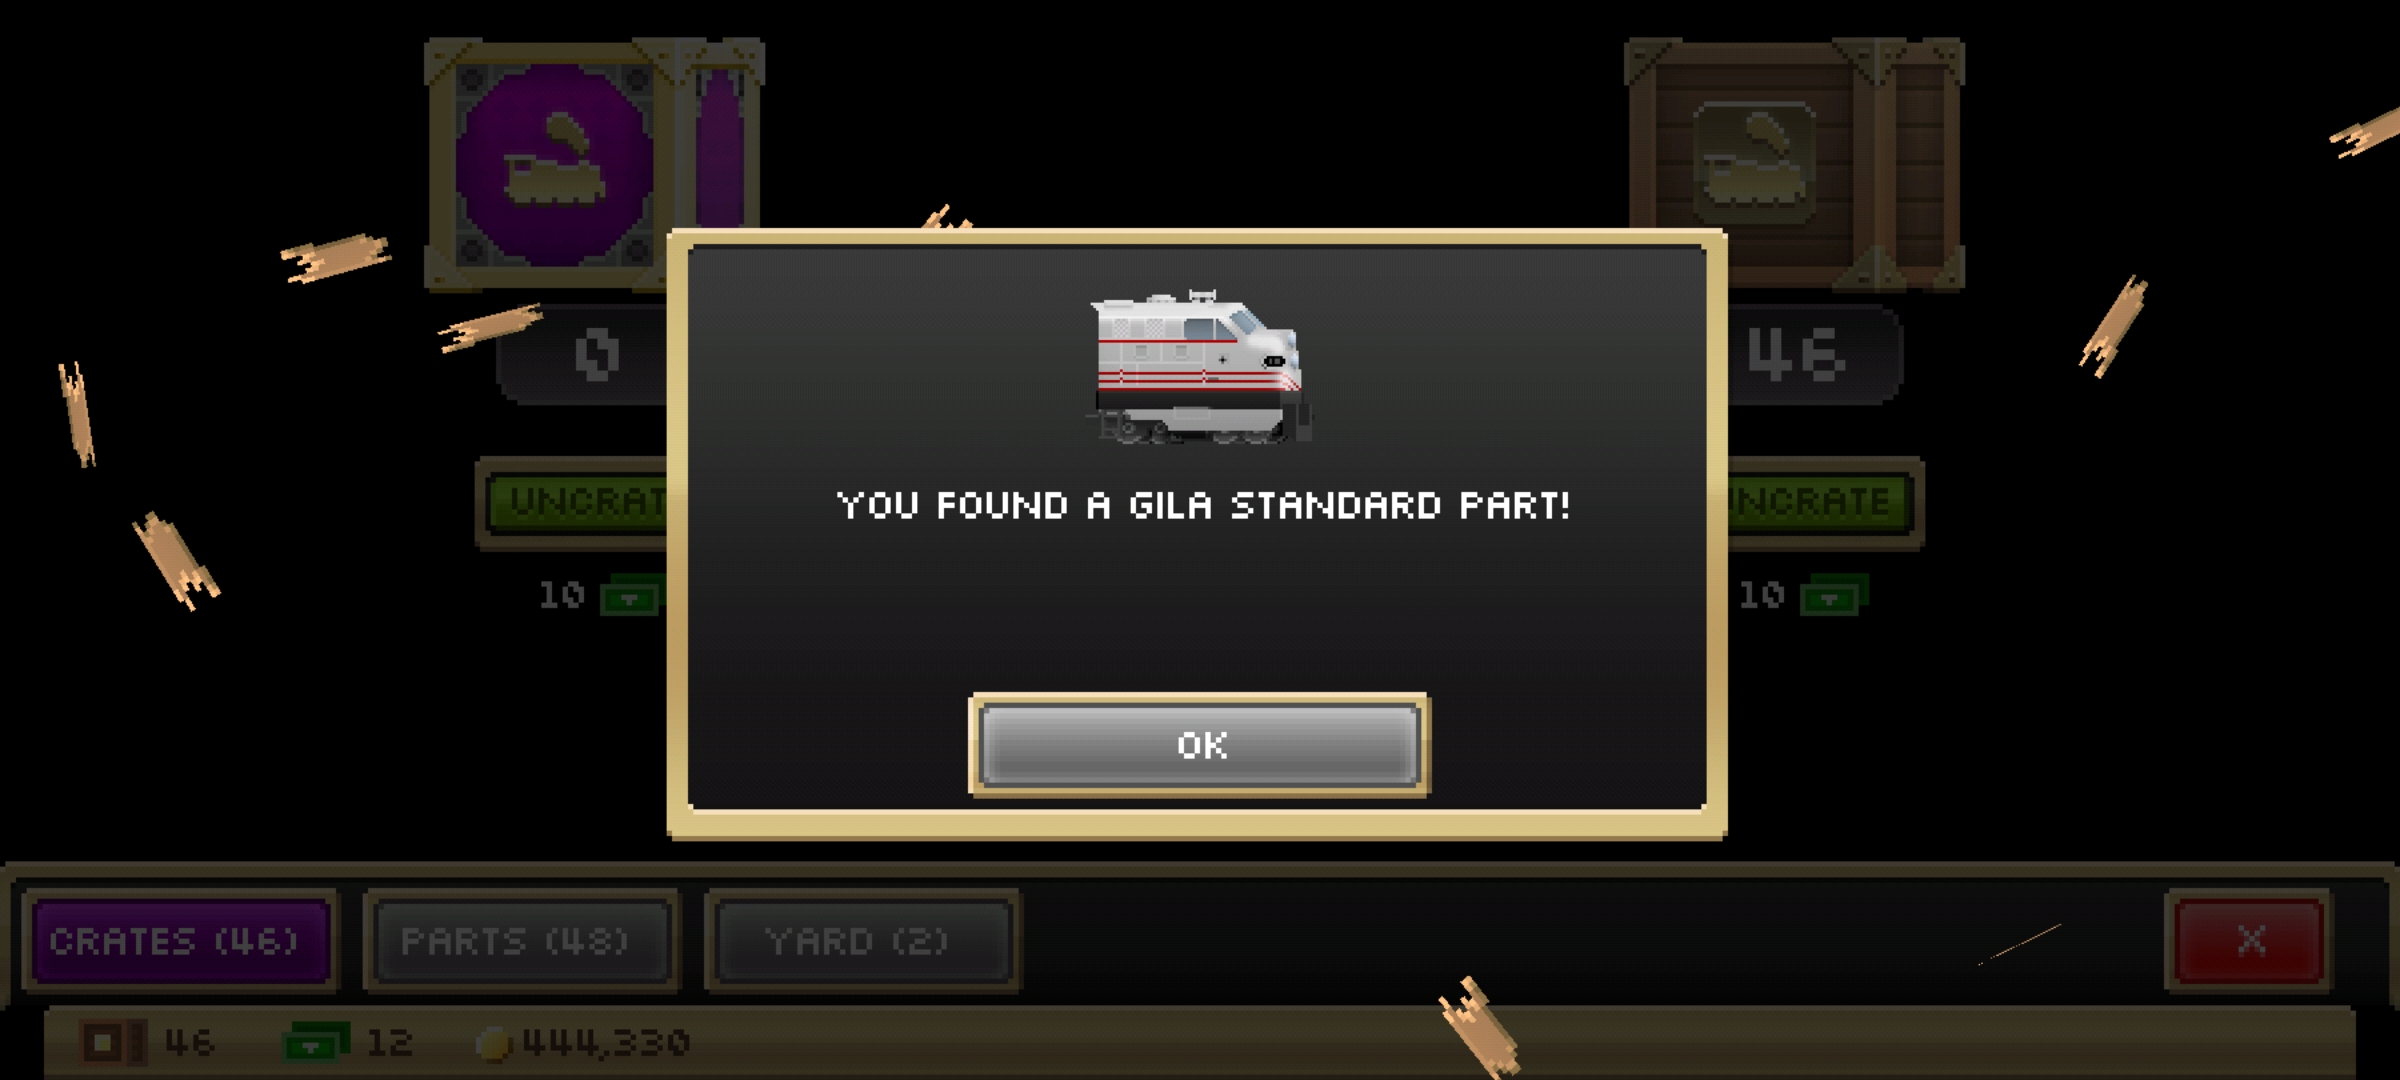 0
46
YOU FOUND A GILA STANDARD PART!
UNCRAT
NCRATE
10
10
OK
CRATES (46)
PARTS (48)
YARD (2)
X
46
12
444,330